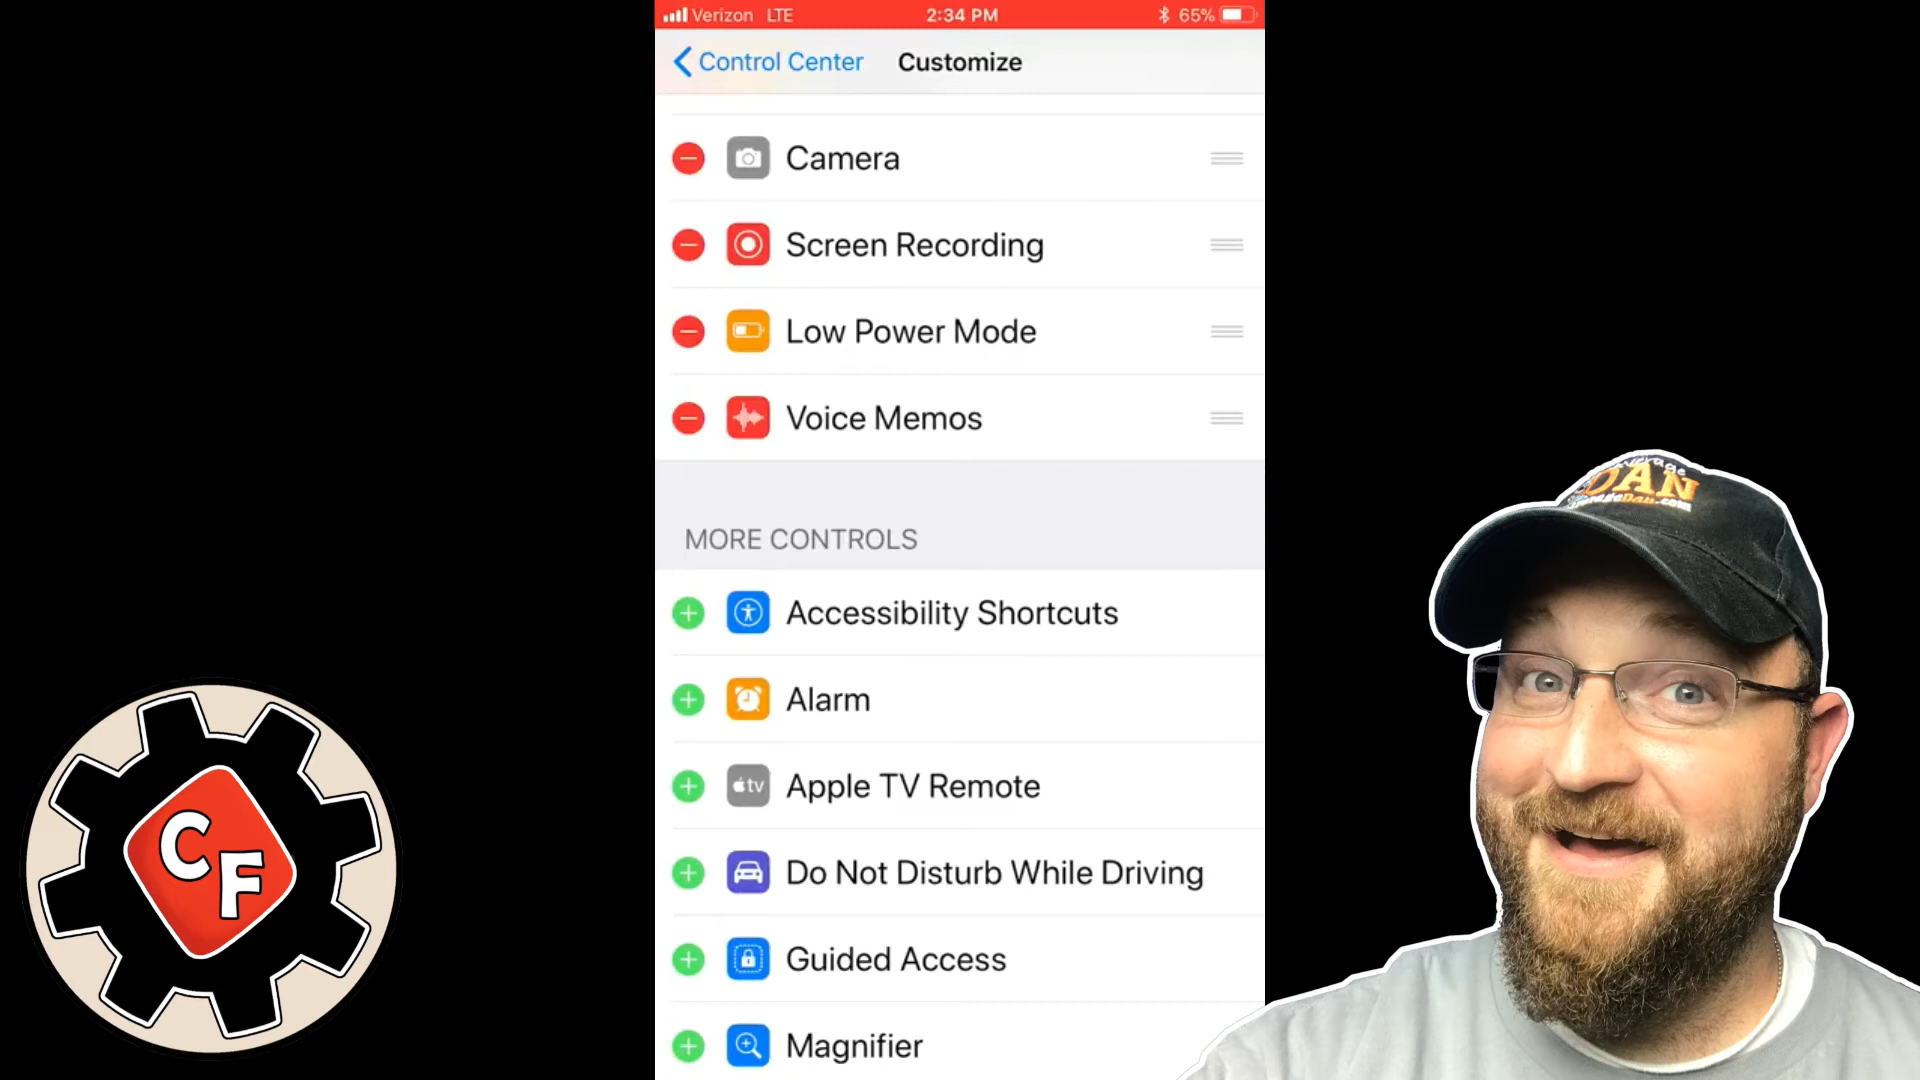 Verizon LTE 2:34 PM 65%
Control Center Customize
Camera
Screen Recording
Low Power Mode
Voice Memos
MORE CONTROLS
Accessibility Shortcuts
Alarm
tv Apple TV Remote
Do Not Disturb While Driving
Guided Access
Magnifier
CF
DAN